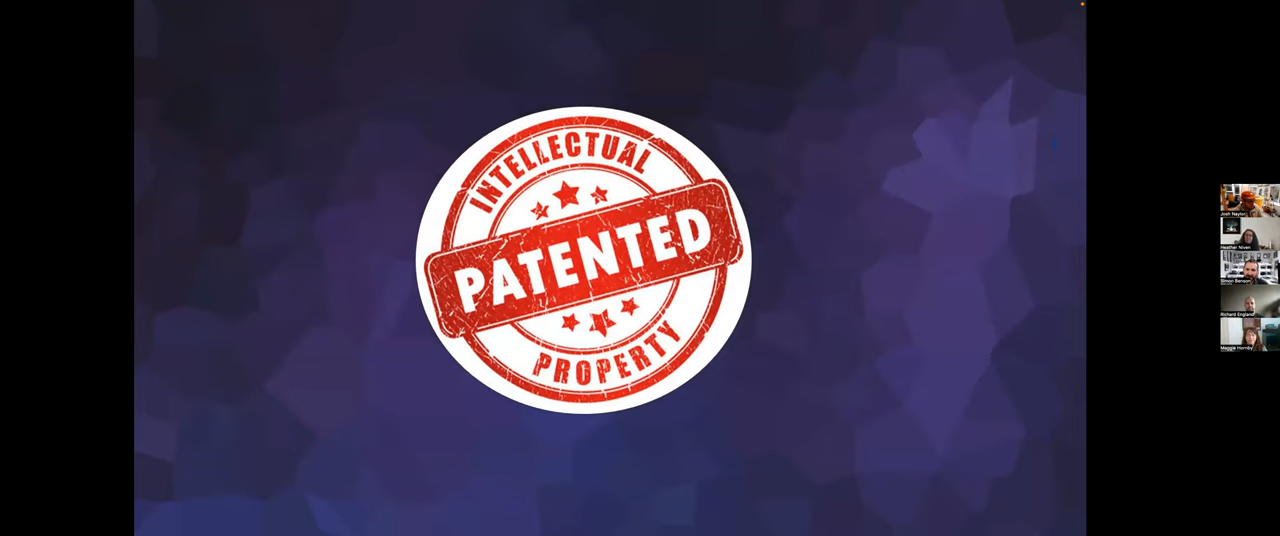 INTELLECTUAL
PATENTED
PROPERTY
Josh Naylor
Heather Niven
Simon Benson
Richard England
Maggie Hornby